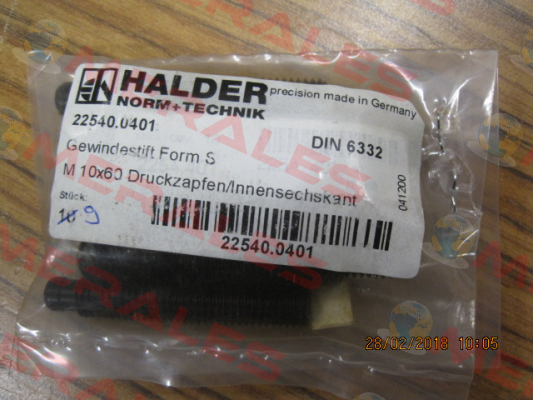 HALDER
NORM+TECHNIK
precision made in Germany
22540.0401
DIN 6332
Gewindestift Form S
M 10x60 Druckzapfen/Innensechskant
Stück:
10 9
041200
22540.0401
28/02/2018 10:05
MERALES